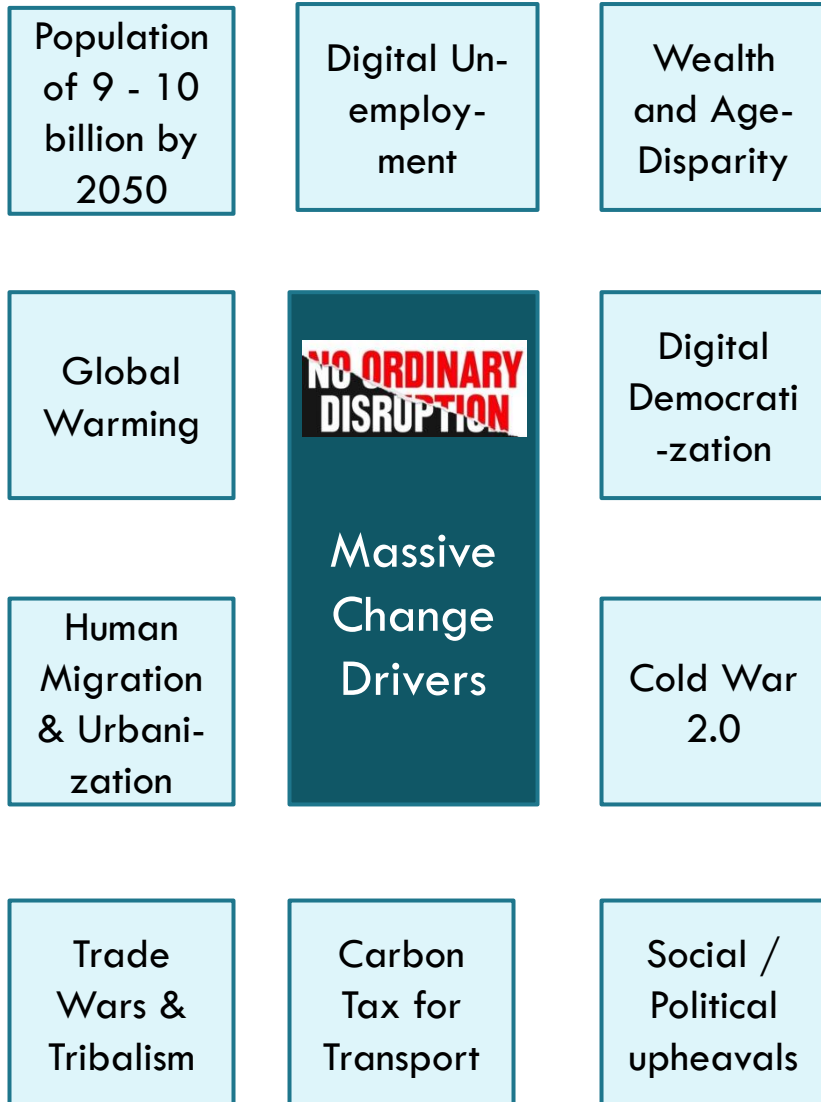 Population
of 9 - 10
billion by
2050
Digital Un-
employ-
ment
Wealth
and Age-
Disparity
Global
Warming
NO ORDINARY
DISRUPTION
Massive
Change
Drivers
Digital
Democrati
-zation
Human
Migration
& Urbani-
zation
Cold War
2.0
Trade
Wars &
Tribalism
Carbon
Tax for
Transport
Social /
Political
upheavals